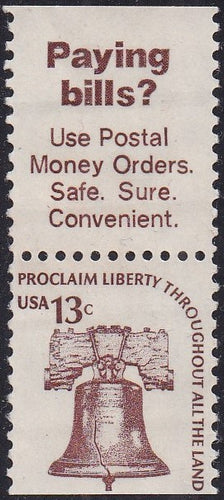 Paying
bills?
Use Postal
Money Orders.
Safe. Sure.
Convenient.
PROCLAIM LIBERTY THROUGHOUT ALL THE LAND
USA 13c